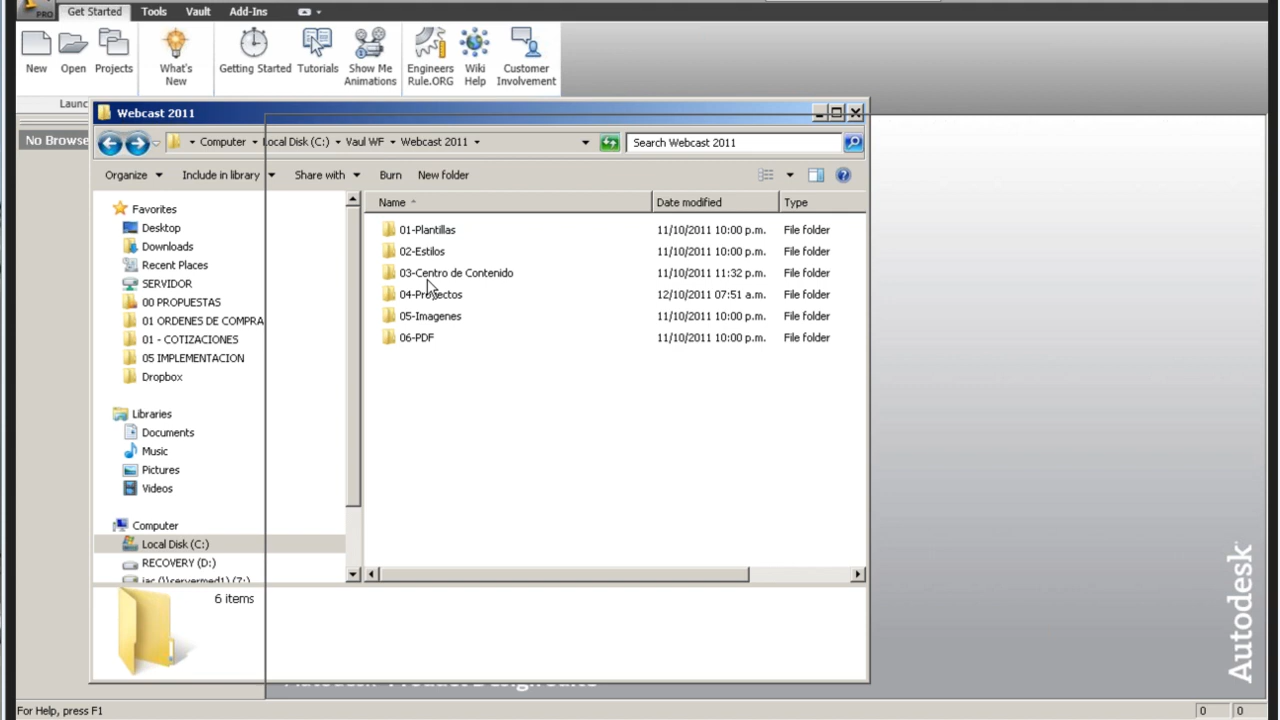 PRO
Get Started
Tools
Vault
Add-Ins
New
Open
Projects
What's
New
Getting Started
Tutorials
Show Me
Animations
Engineers
Rule.ORG
Wiki
Help
Customer
Involvement
Launc
No Browse
Webcast 2011
Computer
Local Disk (C:)
Vaul WF
Webcast 2011
Search Webcast 2011
Organize
Include in library
Share with
Burn
New folder
Favorites
Desktop
Downloads
Recent Places
SERVIDOR
00 PROPUESTAS
01 ORDENES DE COMPRA
01 - COTIZACIONES
05 IMPLEMENTACION
Dropbox
Libraries
Documents
Music
Pictures
Videos
Computer
Local Disk (C:)
RECOVERY (D:)
Name Date modified Type
01-Plantillas 11/10/2011 10:00 p.m. File folder
02-Estilos 11/10/2011 10:00 p.m. File folder
03-Centro de Contenido 11/10/2011 11:32 p.m. File folder
04-Proyectos 12/10/2011 07:51 a.m. File folder
05-Imagenes 11/10/2011 10:00 p.m. File folder
06-PDF 11/10/2011 10:00 p.m. File folder
6 items
Autodesk
For Help, press F1
0 0